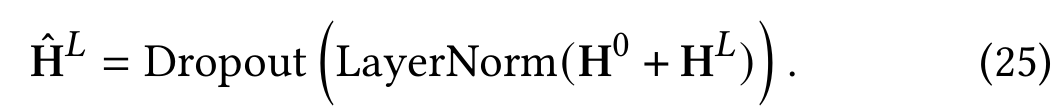 Ĥ^L = Dropout (LayerNorm(H^0 + H^L)) . (25)